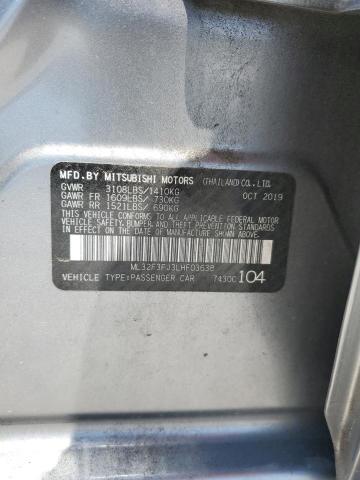 MFD.BY MITSUBISHI MOTORS (THAILAND)CO.,LTD.
GVWR 3108LBS/1410KG OCT 2019
GAWR FR 1609LBS/ 730KG
GAWR RR 1521LBS/ 690KG
THIS VEHICLE CONFORMS TO ALL APPLICABLE FEDERAL MOTOR VEHICLE
SAFETY,BUMPER, AND THEFT PREVENTION STANDARDS
IN EFFECT ON THE DATE OF MANUFACTURE SHOWN ABOVE.
ML32F3FJ3LHF03638
VEHICLE TYPE:PASSENGER CAR 7430C 104